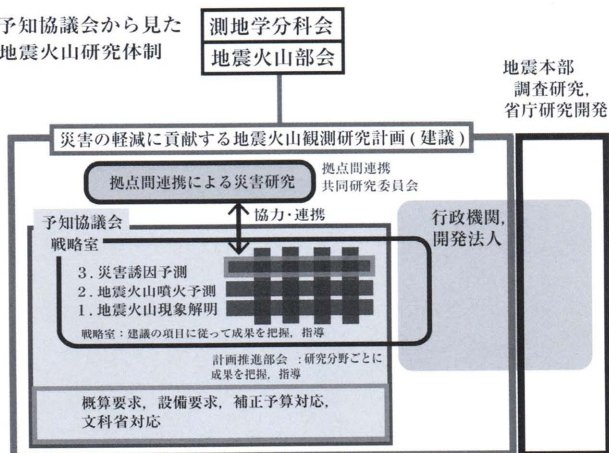 予知協議会から見た
地震火山研究体制
測地学分科会
地震火山部会
地震本部
調査研究,
省庁研究開発
災害の軽減に貢献する地震火山観測研究計画(建議)
拠点間連携による災害研究
拠点間連携
共同研究委員会
協力・連携
予知協議会
戦略室
行政機関,
開発法人
3. 災害誘因予測
2. 地震火山噴火予測
1. 地震火山現象解明
戦略室：建議の項目に従って成果を把握, 指導
計画推進部会 : 研究分野ごとに
成果を把握, 指導
概算要求, 設備要求, 補正予算対応,
文科省対応